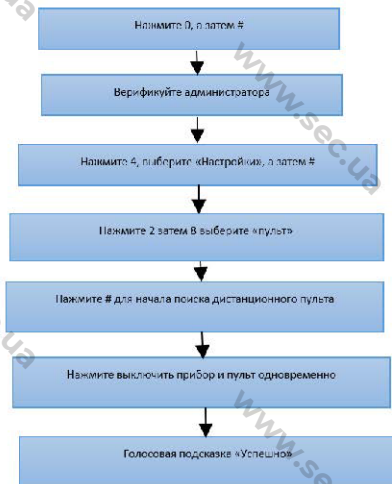 Нажмите 0, а затем #
Верификуйте администратора
Нажмите 4, выберите «Настройки», а затем #
Нажмите 2 затем 8 выберите «пульт»
Нажмите # для начала поиска дистанционного пульта
Нажмите выключить прибор и пульт одновременно
Голосовая подсказка «Успешно»
www.sec.ua
www.sec.ua